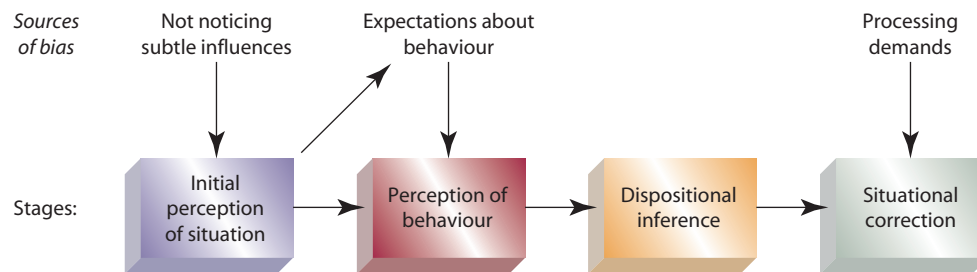 Sources
of bias
Not noticing
subtle influences
Expectations about
behaviour
Processing
demands
Stages:
Initial
perception
of situation
Perception of
behaviour
Dispositional
inference
Situational
correction